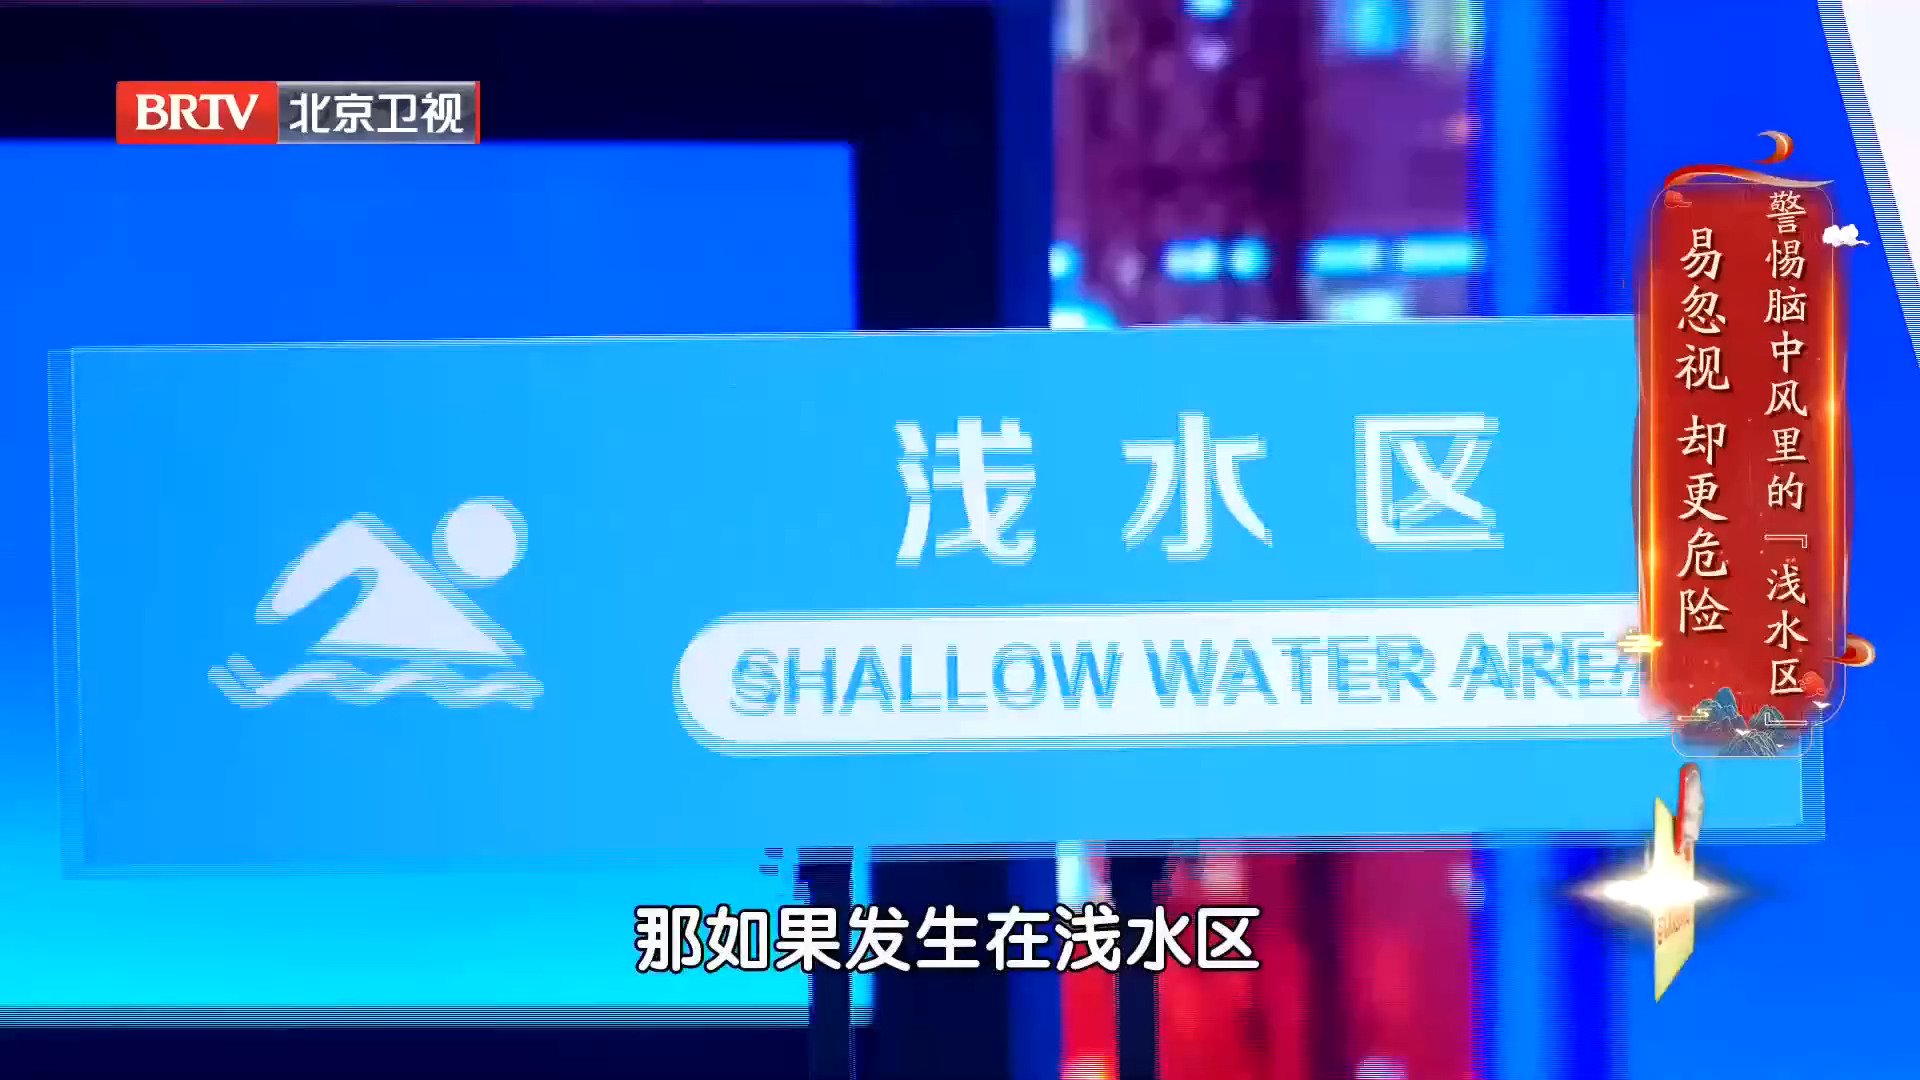 BRTV 北京卫视
警惕脑中风里的『浅水区』
易忽视 却更危险
浅水区
SHALLOW WATER AREA
那如果发生在浅水区